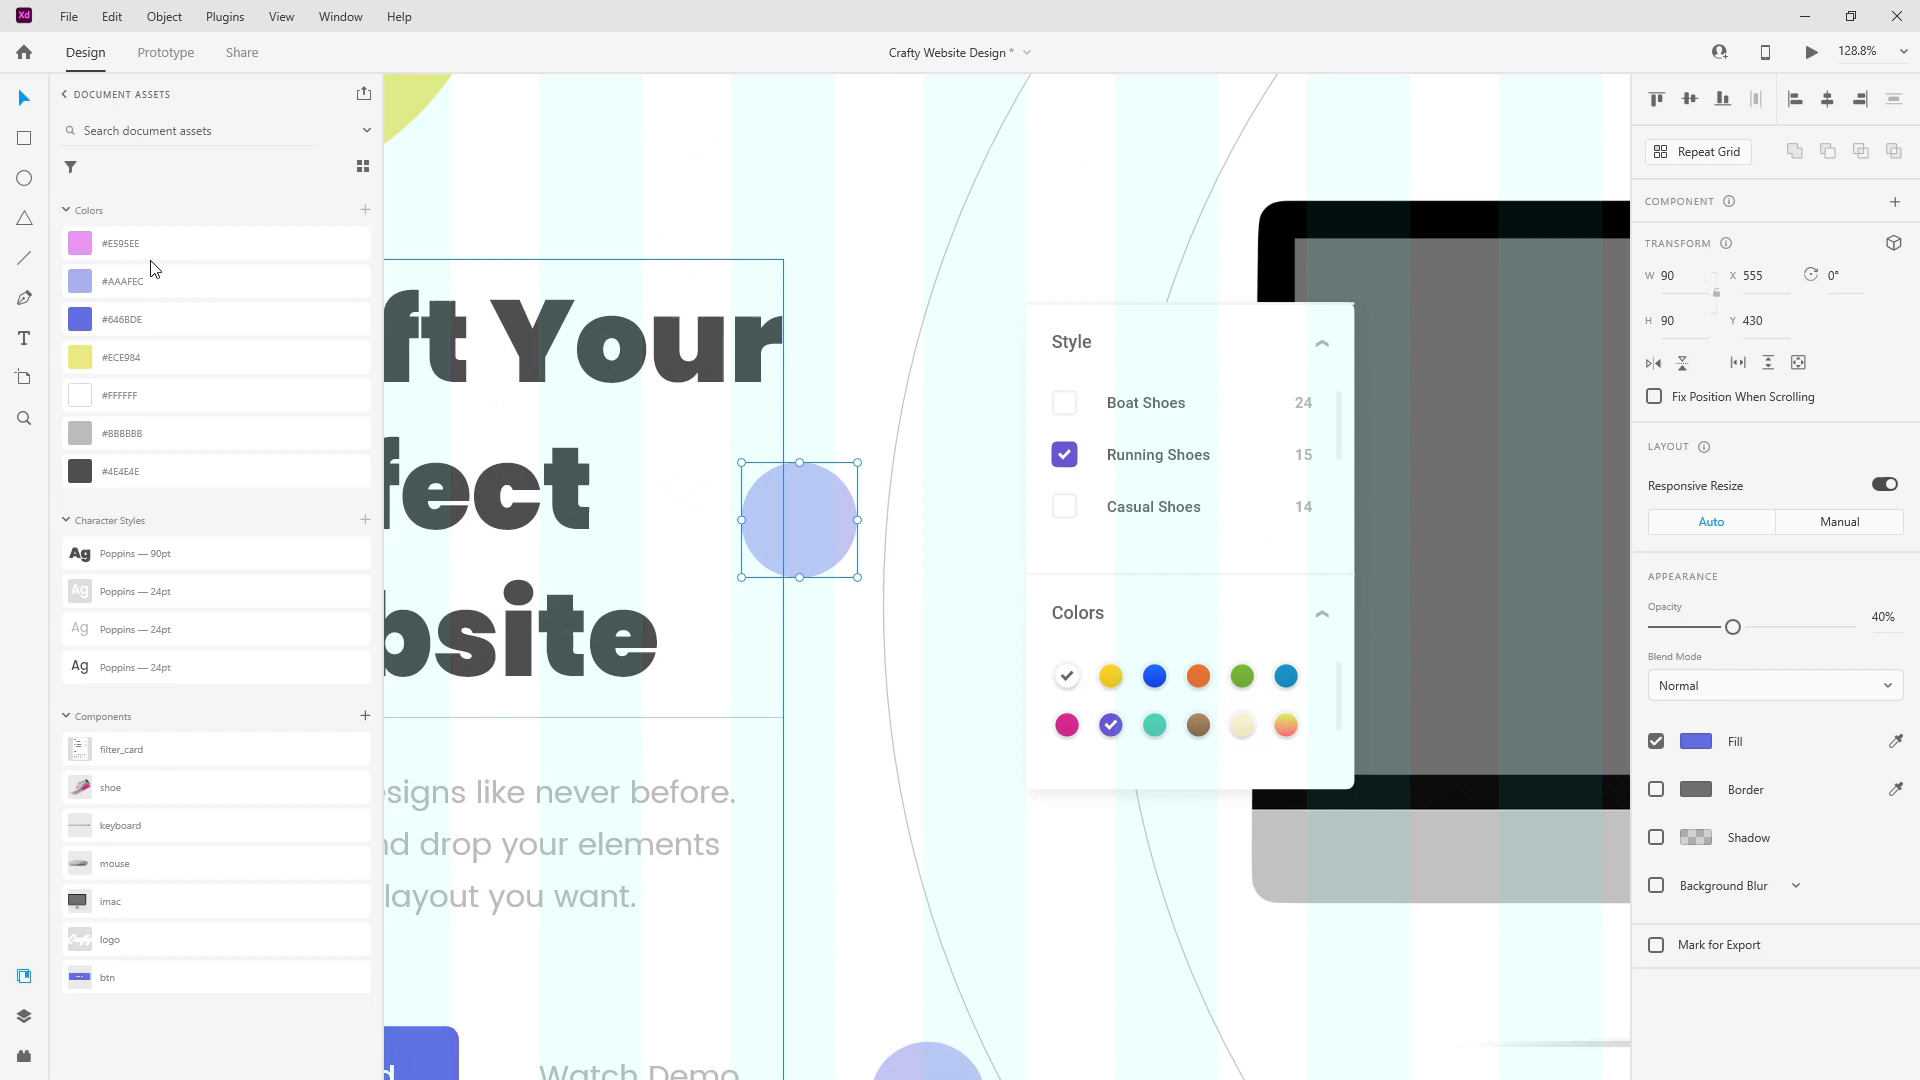 Xd
File
Edit
Object
Plugins
View
Window
Help
Design
Prototype
Share
Crafty Website Design *
128.8%
DOCUMENT ASSETS
Search document assets
Colors
#E595EE
#AAAFEC
#646BDE
#ECE984
#FFFFFF
#BBBBBB
#4E4E4E
Character Styles
Ag Poppins — 90pt
Ag Poppins — 24pt
Ag Poppins — 24pt
Ag Poppins — 24pt
Components
filter_card
shoe
keyboard
mouse
imac
logo
btn
ft Your
fect
bsite
esigns like never before.
nd drop your elements
layout you want.
d
Watch Demo
Style
Boat Shoes 24
Running Shoes 15
Casual Shoes 14
Colors
Repeat Grid
COMPONENT
TRANSFORM
W 90 X 555 0°
H 90 Y 430
Fix Position When Scrolling
LAYOUT
Responsive Resize
Auto
Manual
APPEARANCE
Opacity
40%
Blend Mode
Normal
Fill
Border
Shadow
Background Blur
Mark for Export